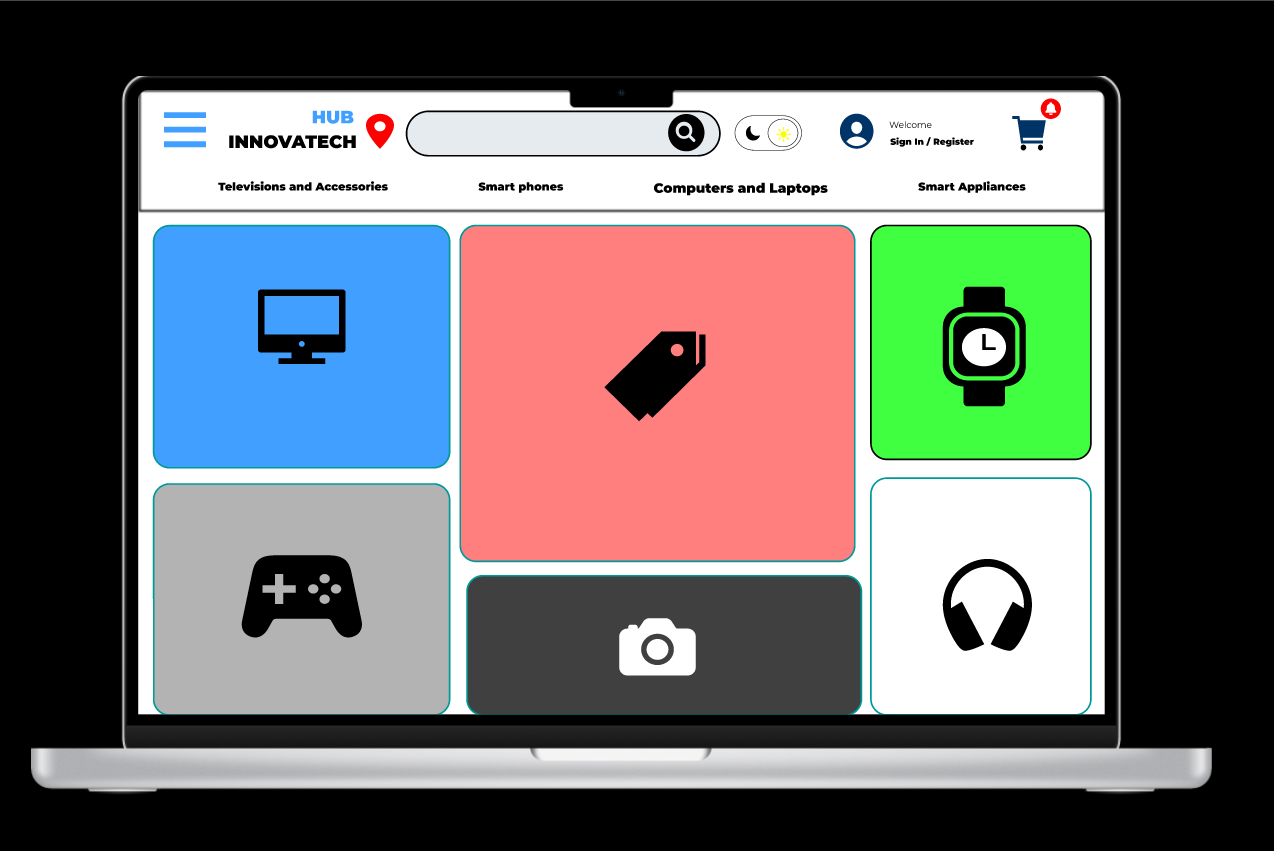 HUB
INNOVATECH
Welcome
Sign In / Register
Televisions and Accessories
Smart phones
Computers and Laptops
Smart Appliances